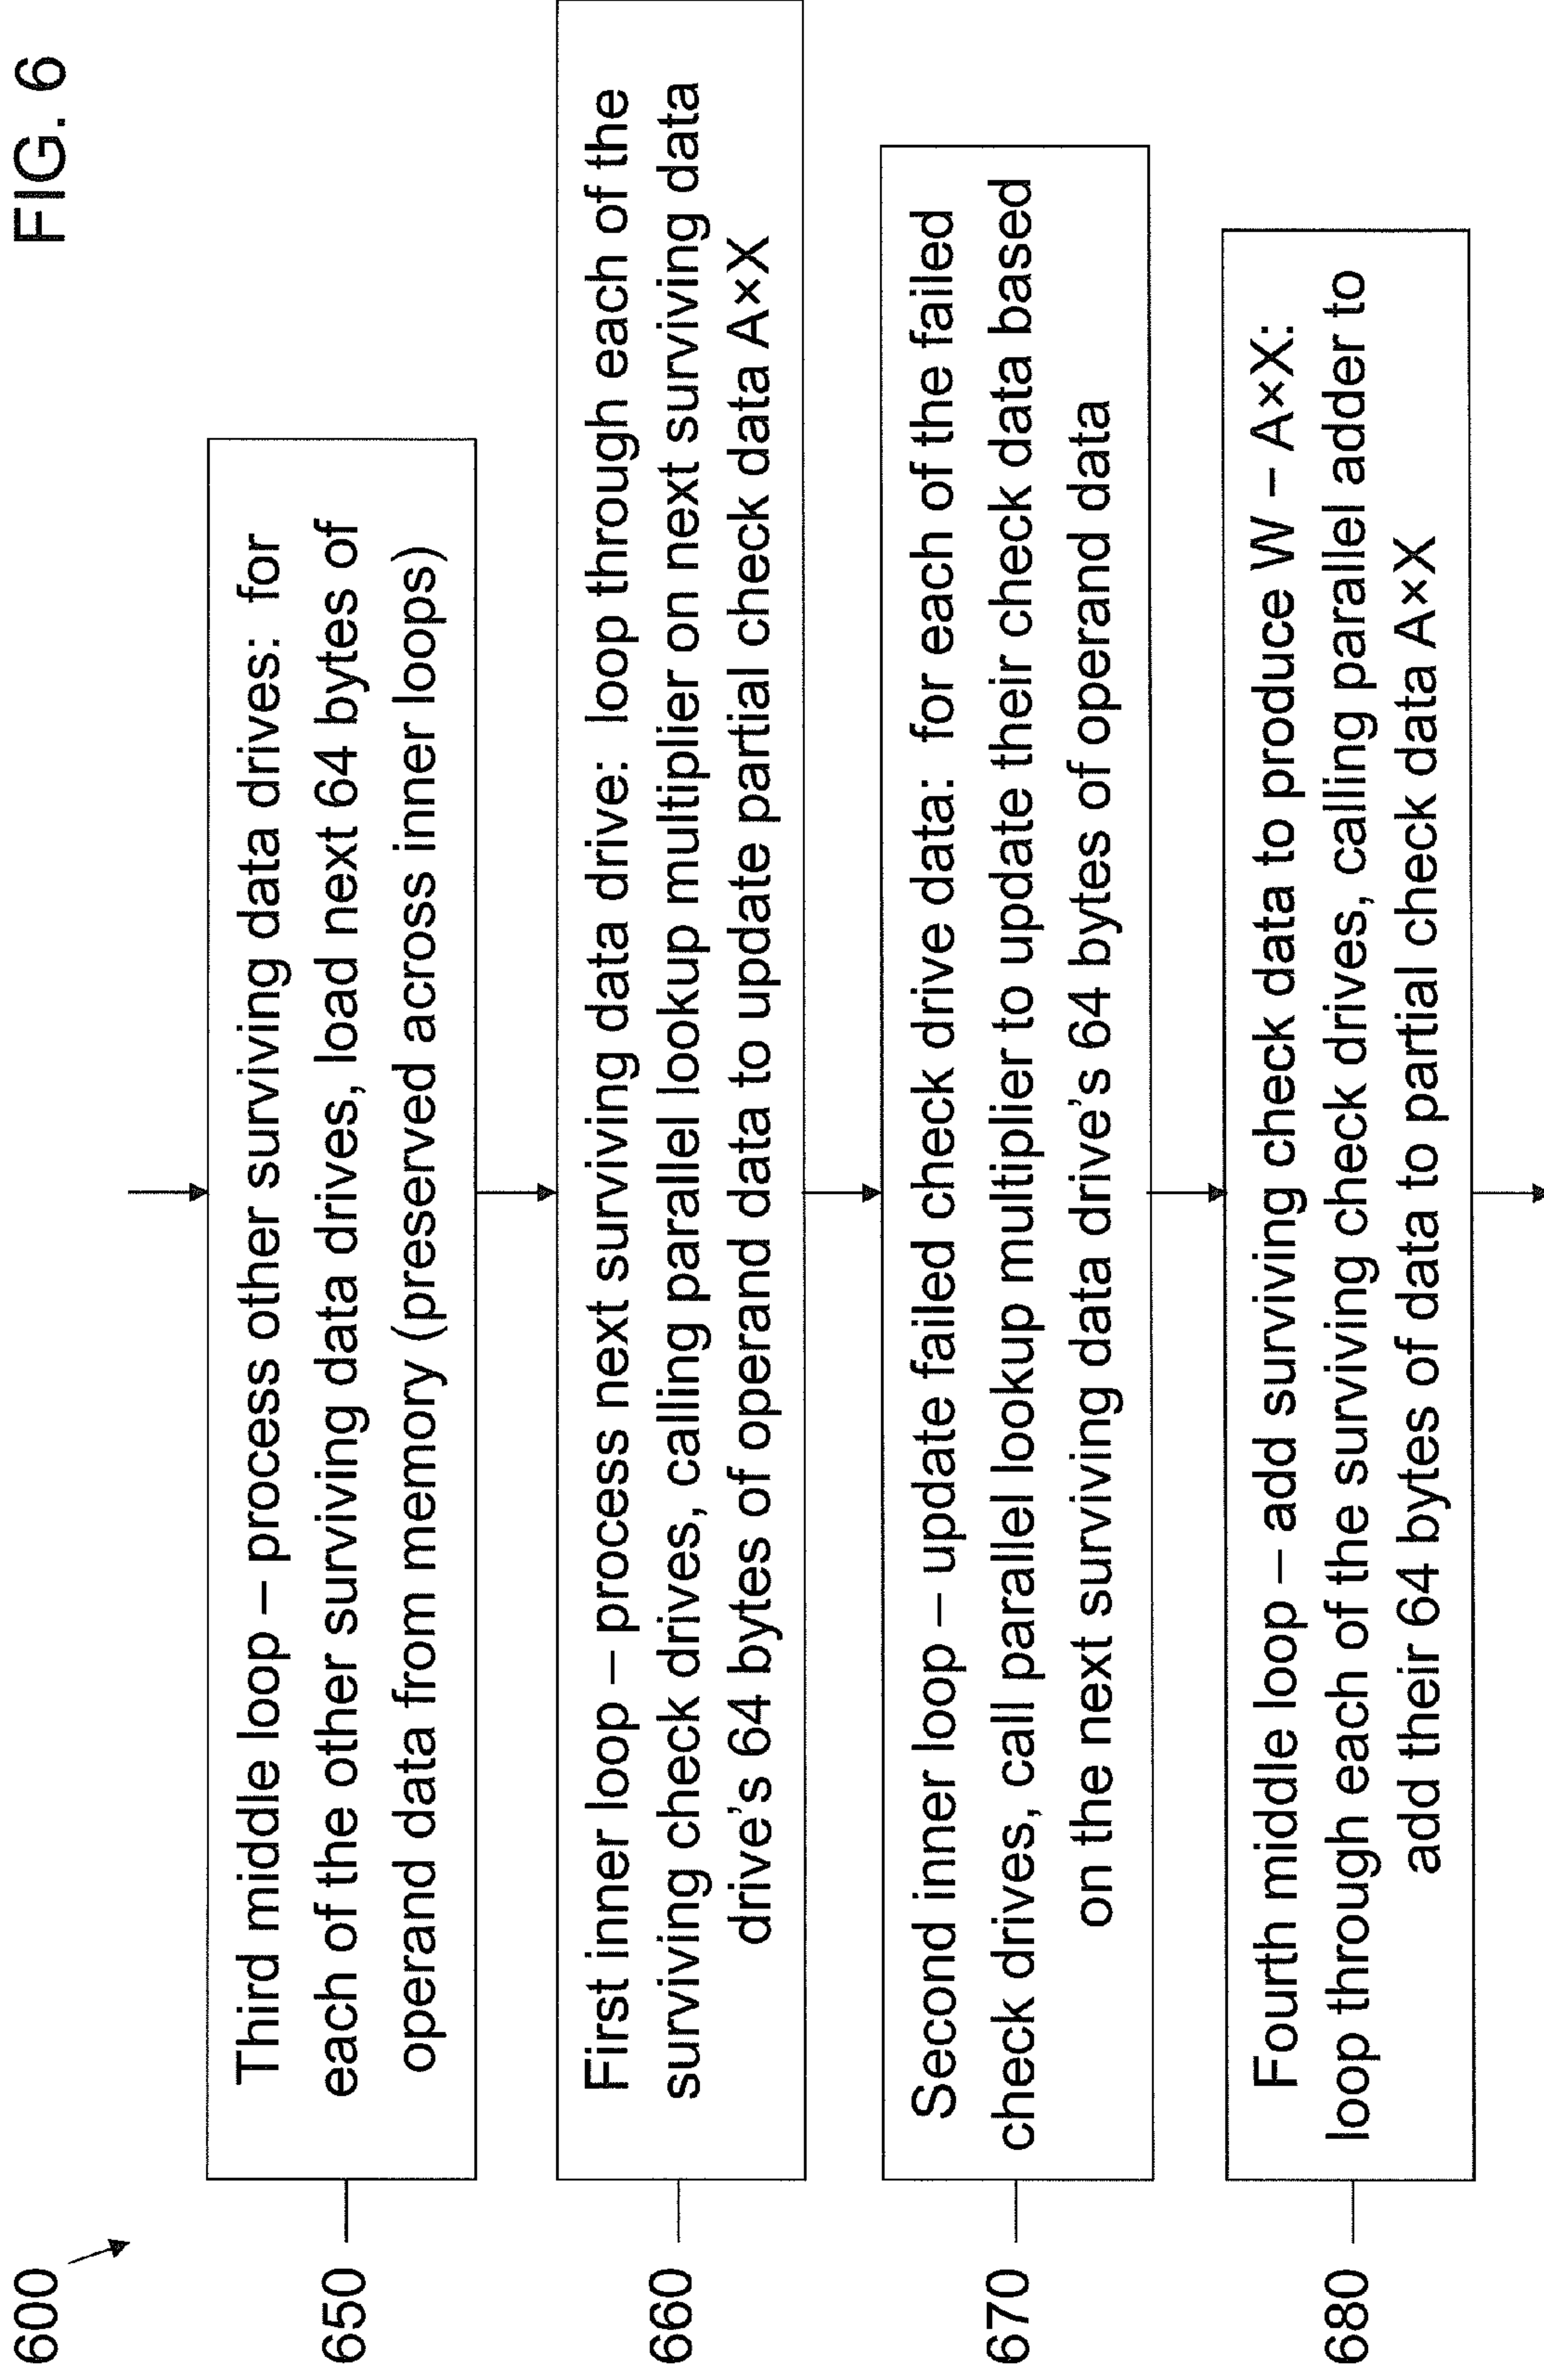 FIG. 6
600
650
Third middle loop – process other surviving data drives: for
each of the other surviving data drives, load next 64 bytes of
operand data from memory (preserved across inner loops)
660
First inner loop – process next surviving data drive: loop through each of the
surviving check drives, calling parallel lookup multiplier on next surviving data
drive's 64 bytes of operand data to update partial check data A×X
670
Second inner loop – update failed check drive data: for each of the failed
check drives, call parallel lookup multiplier to update their check data based
on the next surviving data drive's 64 bytes of operand data
680
Fourth middle loop – add surviving check data to produce W – A×X:
loop through each of the surviving check drives, calling parallel adder to
add their 64 bytes of data to partial check data A×X